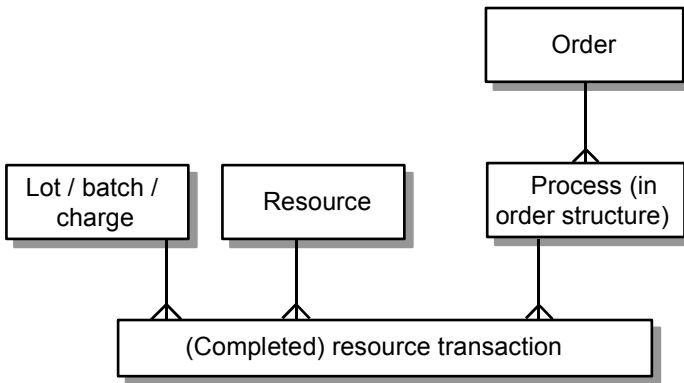 Order
Lot / batch /
charge
Resource
Process (in
order structure)
(Completed) resource transaction